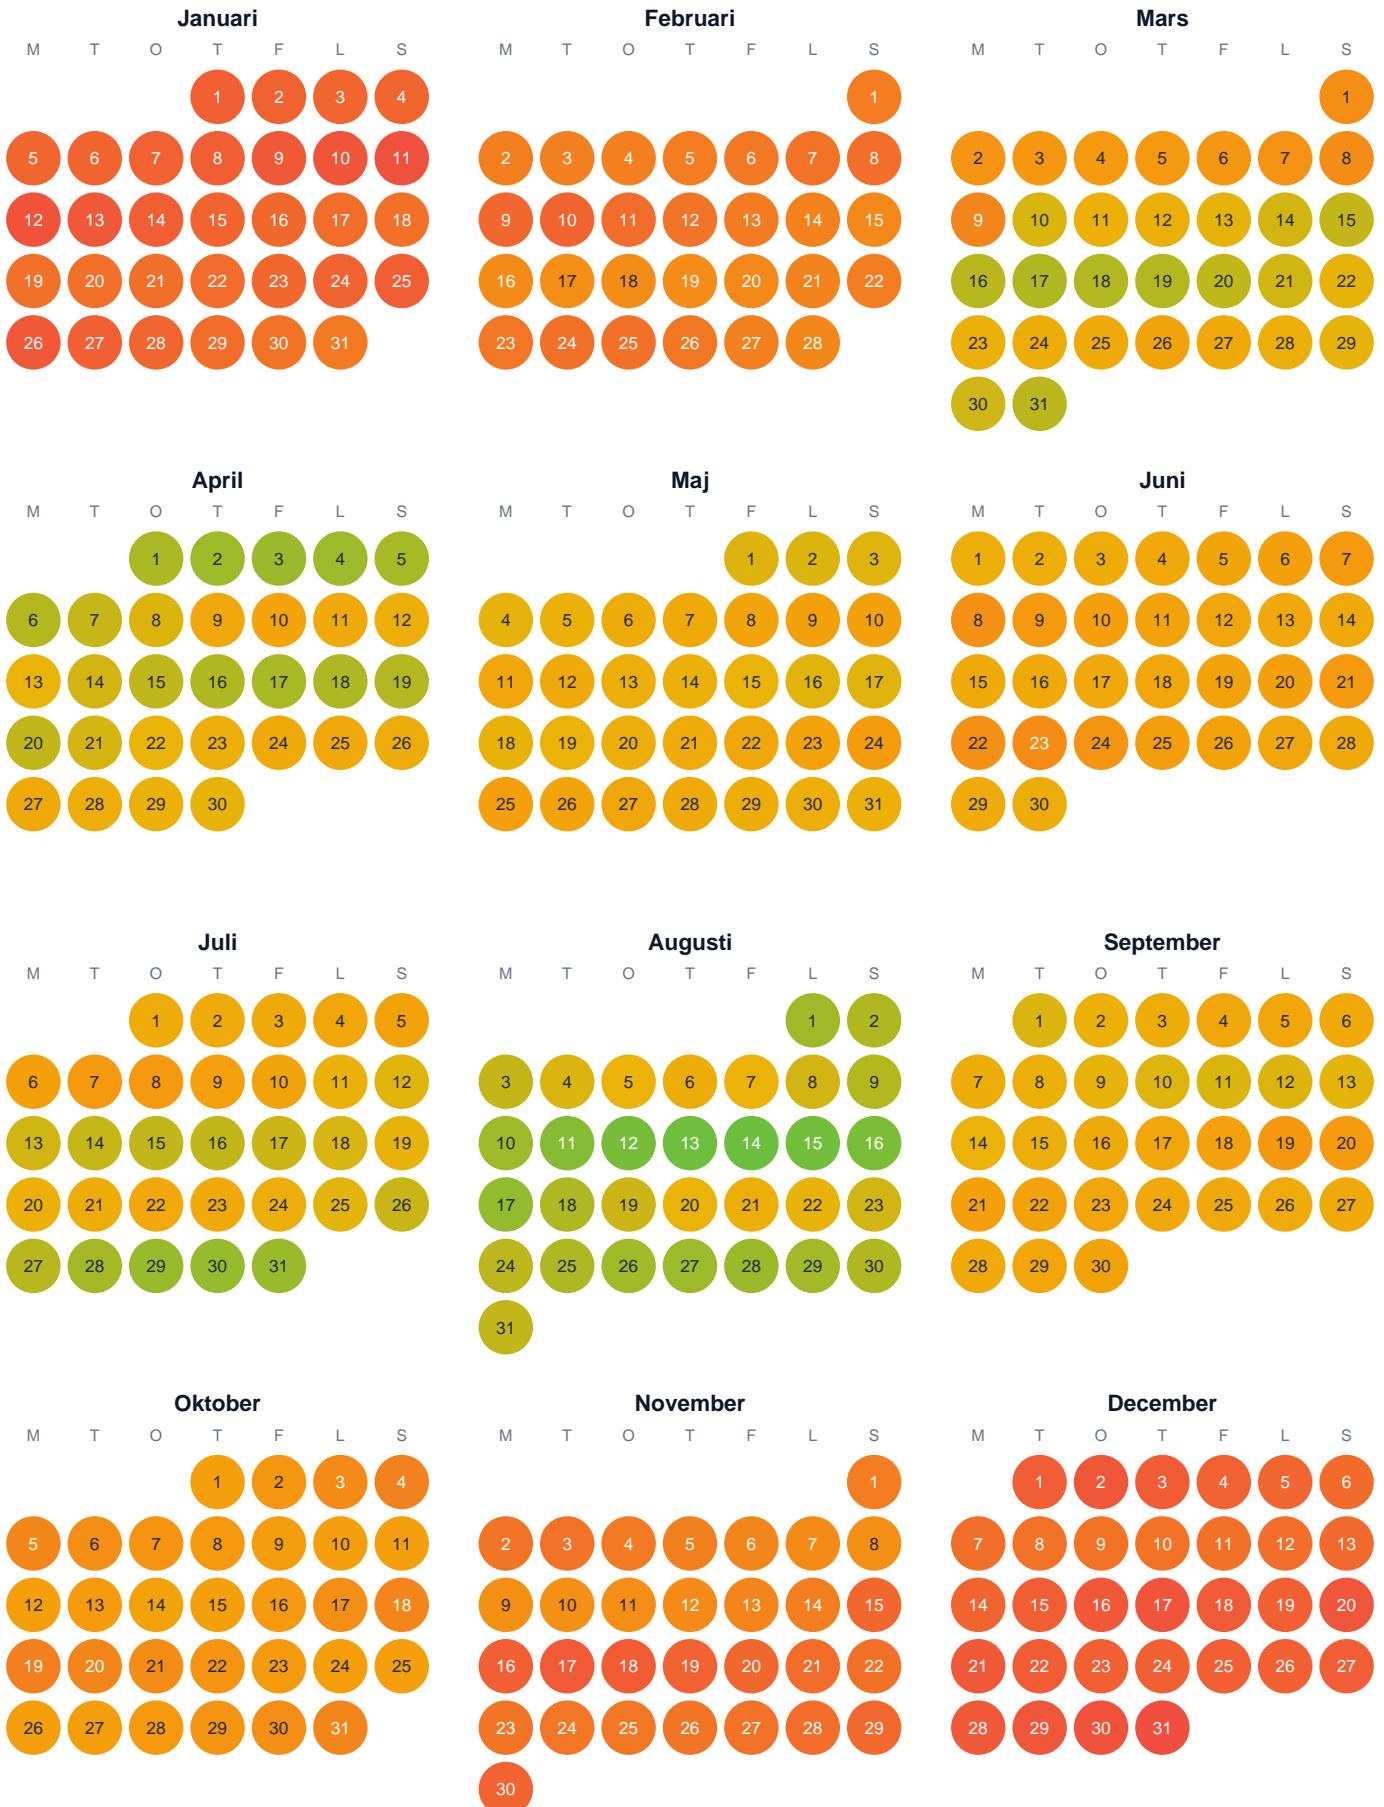 Januari Februari Mars
M T O T F L S M T O T F L S M T O T F L S
1 2 3 4 1 1
5 6 7 8 9 10 11 2 3 4 5 6 7 8 2 3 4 5 6 7 8
12 13 14 15 16 17 18 9 10 11 12 13 14 15 9 10 11 12 13 14 15
19 20 21 22 23 24 25 16 17 18 19 20 21 22 16 17 18 19 20 21 22
26 27 28 29 30 31 23 24 25 26 27 28 23 24 25 26 27 28 29
30 31
April Maj Juni
M T O T F L S M T O T F L S M T O T F L S
1 2 3 4 5 1 2 3 1 2 3 4 5 6 7
6 7 8 9 10 11 12 4 5 6 7 8 9 10 8 9 10 11 12 13 14
13 14 15 16 17 18 19 11 12 13 14 15 16 17 15 16 17 18 19 20 21
20 21 22 23 24 25 26 18 19 20 21 22 23 24 22 23 24 25 26 27 28
27 28 29 30 25 26 27 28 29 30 31 29 30
Juli Augusti September
M T O T F L S M T O T F L S M T O T F L S
1 2 3 4 5 1 2 1 2 3 4 5 6
6 7 8 9 10 11 12 3 4 5 6 7 8 9 7 8 9 10 11 12 13
13 14 15 16 17 18 19 10 11 12 13 14 15 16 14 15 16 17 18 19 20
20 21 22 23 24 25 26 17 18 19 20 21 22 23 21 22 23 24 25 26 27
27 28 29 30 31 24 25 26 27 28 29 30 28 29 30
31
Oktober November December
M T O T F L S M T O T F L S M T O T F L S
1 2 3 4 1 1 2 3 4 5 6
5 6 7 8 9 10 11 2 3 4 5 6 7 8 7 8 9 10 11 12 13
12 13 14 15 16 17 18 9 10 11 12 13 14 15 14 15 16 17 18 19 20
19 20 21 22 23 24 25 16 17 18 19 20 21 22 21 22 23 24 25 26 27
26 27 28 29 30 31 23 24 25 26 27 28 29 28 29 30 31
30